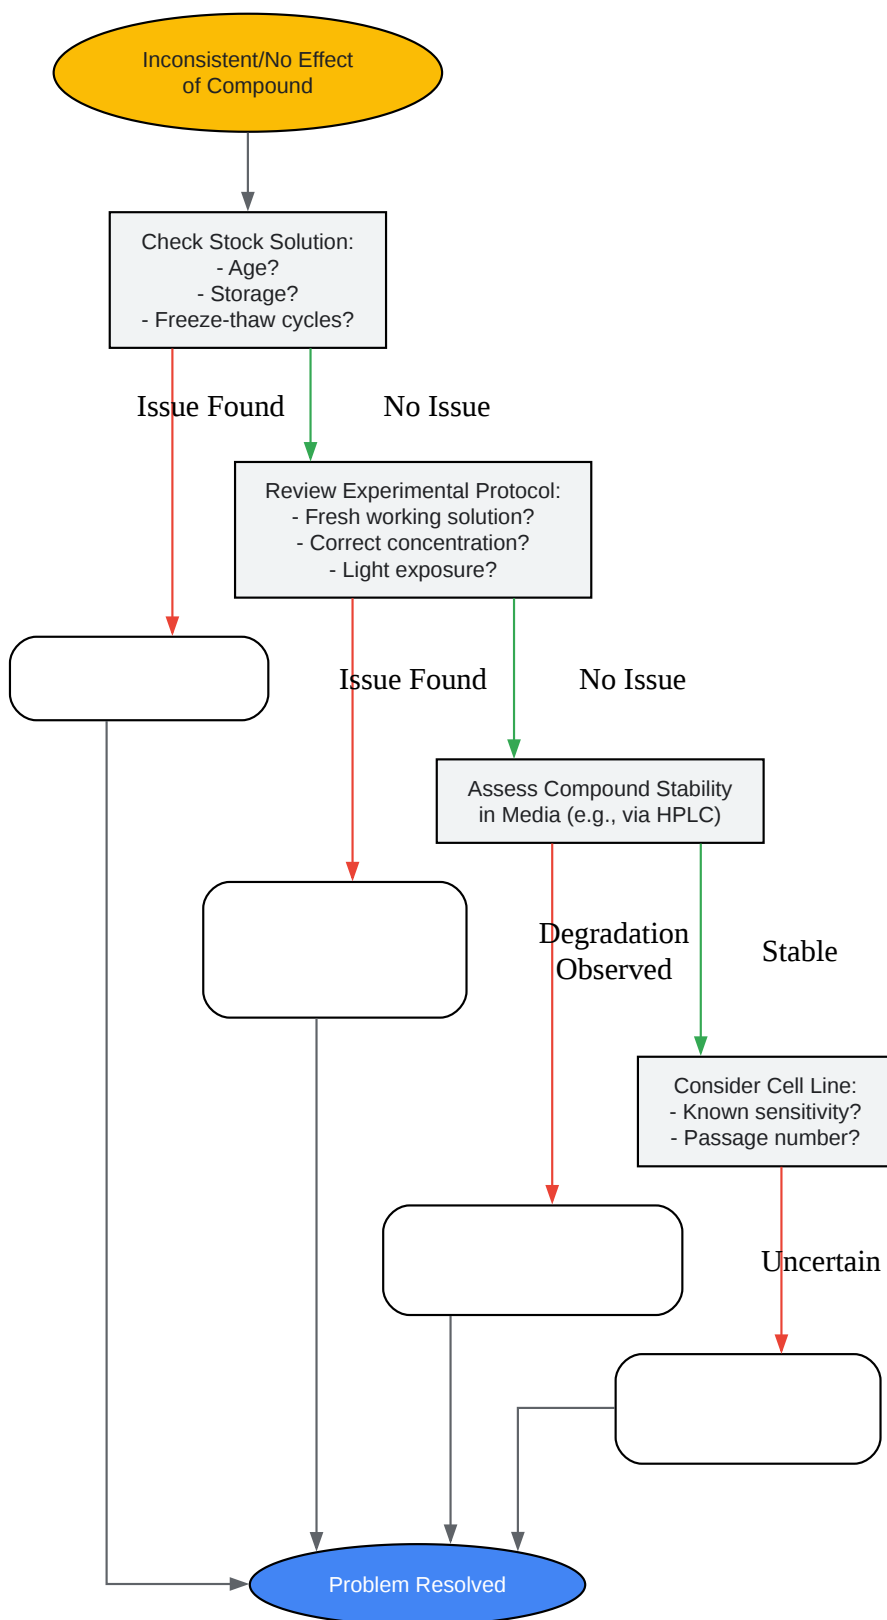 Inconsistent/No Effect
of Compound
Check Stock Solution:
- Age?
- Storage?
- Freeze-thaw cycles?
Issue Found
No Issue
Review Experimental Protocol:
- Fresh working solution?
- Correct concentration?
- Light exposure?
Issue Found
No Issue
Assess Compound Stability
in Media (e.g., via HPLC)
Degradation
Observed
Stable
Consider Cell Line:
- Known sensitivity?
- Passage number?
Uncertain
Problem Resolved